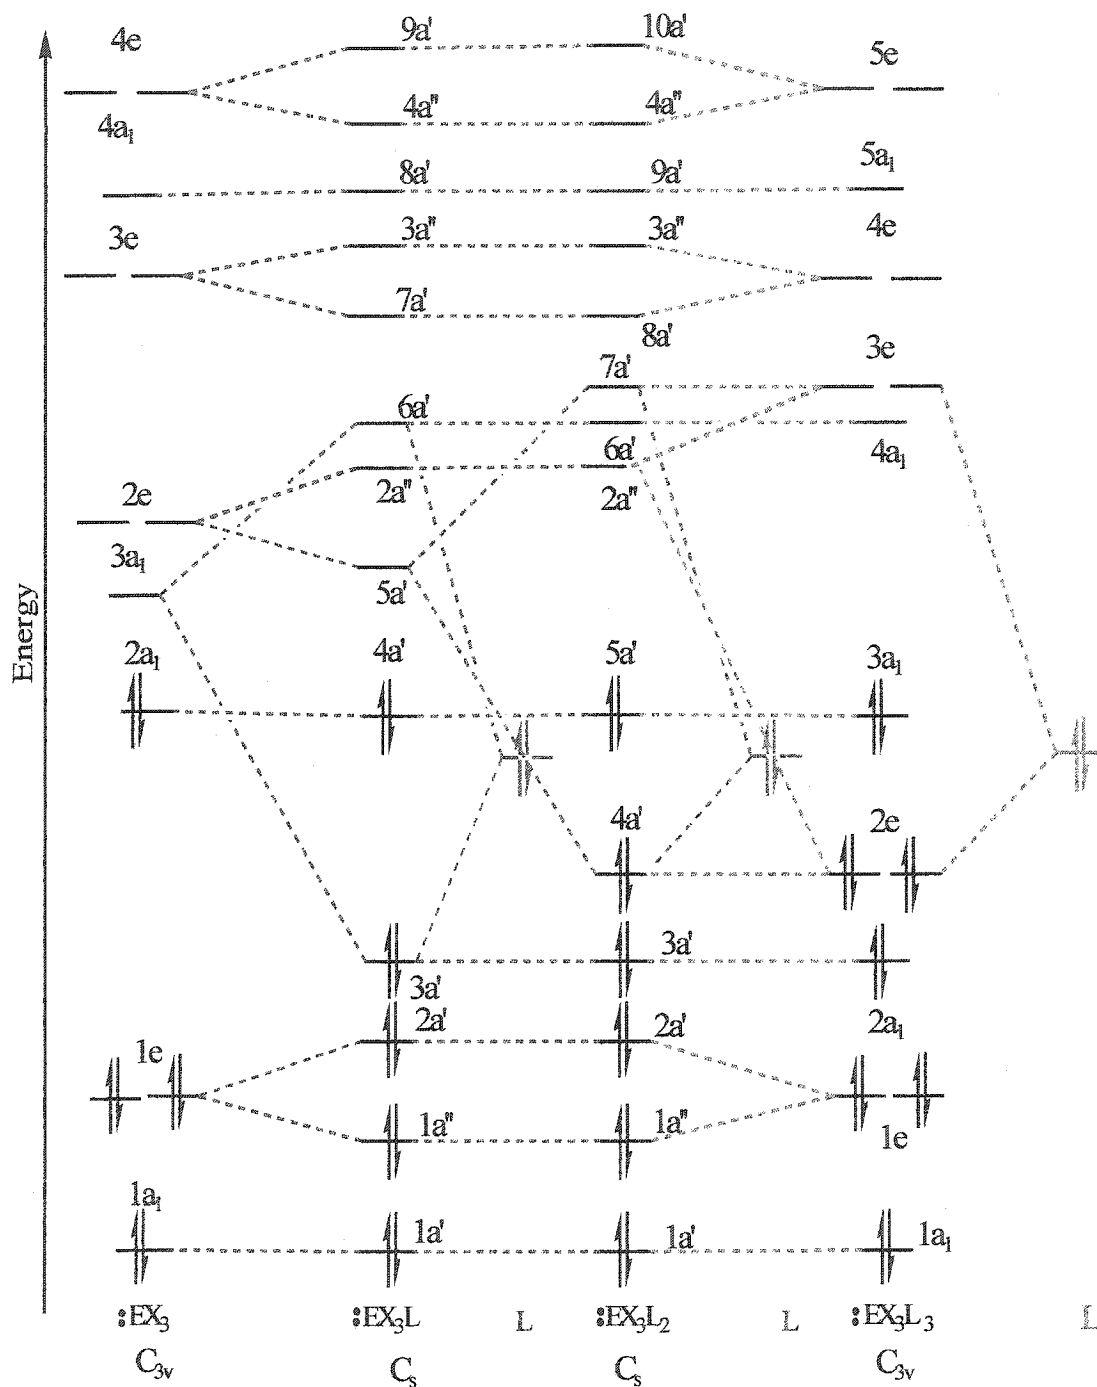 4e 9a' 10a' 5e
4a₁ 4a" 4a" 5a₁
8a' 9a'
3e 3a" 3a" 4e
7a' 8a'
7a' 3e
6a' 4a₁
2e 2a" 6a'
2a"
3a₁ 5a'
Energy
2a₁ 4a' 5a' 3a₁
4a' 2e
3a' 3a'
2a' 2a' 2a₁
1e 1a" 1a" 1e
1a₁ 1a' 1a' 1a₁
:EX₃ :EX₃L L :EX₃L₂ L :EX₃L₃ L
C₃ᵥ Cₛ Cₛ C₃ᵥ